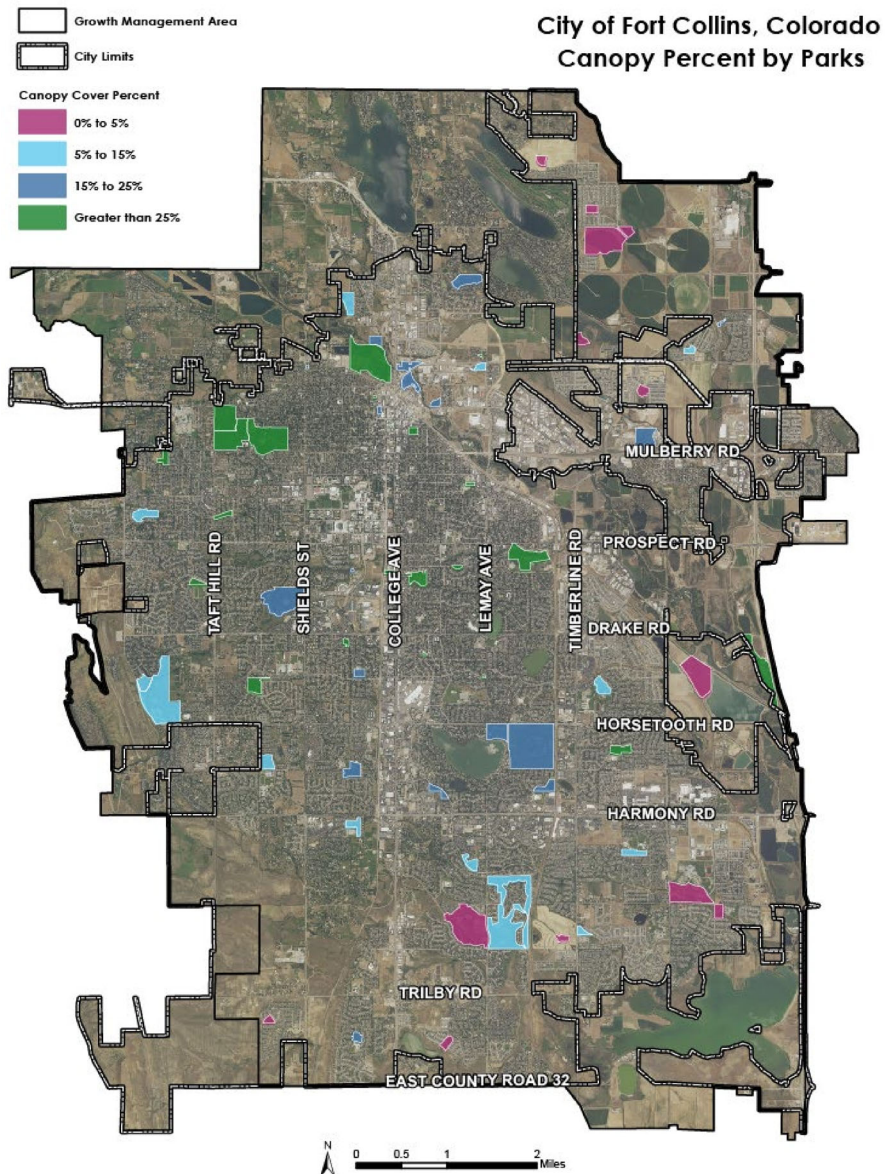 Growth Management Area
City Limits
City of Fort Collins, Colorado
Canopy Percent by Parks
Canopy Cover Percent
0% to 5%
5% to 15%
15% to 25%
Greater than 25%
MULBERRY RD
PROSPECT RD
TAFT HILL RD
SHIELDS ST
COLLEGE AVE
LEMAY AVE
TIMBERLINE RD
DRAKE RD
HORSETOOTH RD
HARMONY RD
TRILBY RD
EAST COUNTY ROAD 32
N
0 0.5 1 2
Miles